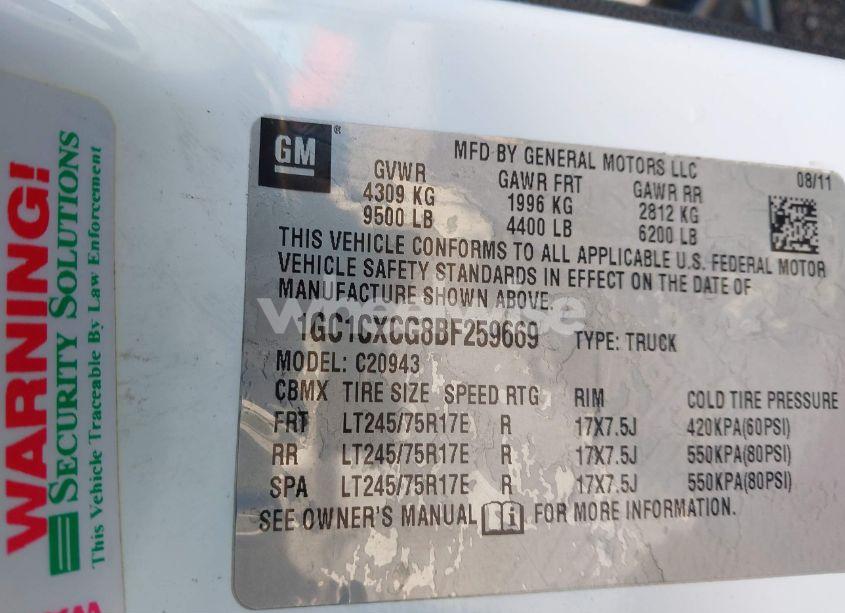 WARNING!
SECURITY SOLUTIONS
This Vehicle Traceable By Law Enforcement
GM ®
MFD BY GENERAL MOTORS LLC
08/11
GVWR GAWR FRT GAWR RR
4309 KG 1996 KG 2812 KG
9500 LB 4400 LB 6200 LB
THIS VEHICLE CONFORMS TO ALL APPLICABLE U.S. FEDERAL MOTOR
VEHICLE SAFETY STANDARDS IN EFFECT ON THE DATE OF
MANUFACTURE SHOWN ABOVE.
wheelwise
1GC1CXCG8BF259669 TYPE: TRUCK
MODEL: C20943
CBMX TIRE SIZE SPEED RTG RIM COLD TIRE PRESSURE
FRT LT245/75R17E R 17X7.5J 420KPA(60PSI)
RR LT245/75R17E R 17X7.5J 550KPA(80PSI)
SPA LT245/75R17E R 17X7.5J 550KPA(80PSI)
SEE OWNER'S MANUAL i FOR MORE INFORMATION.